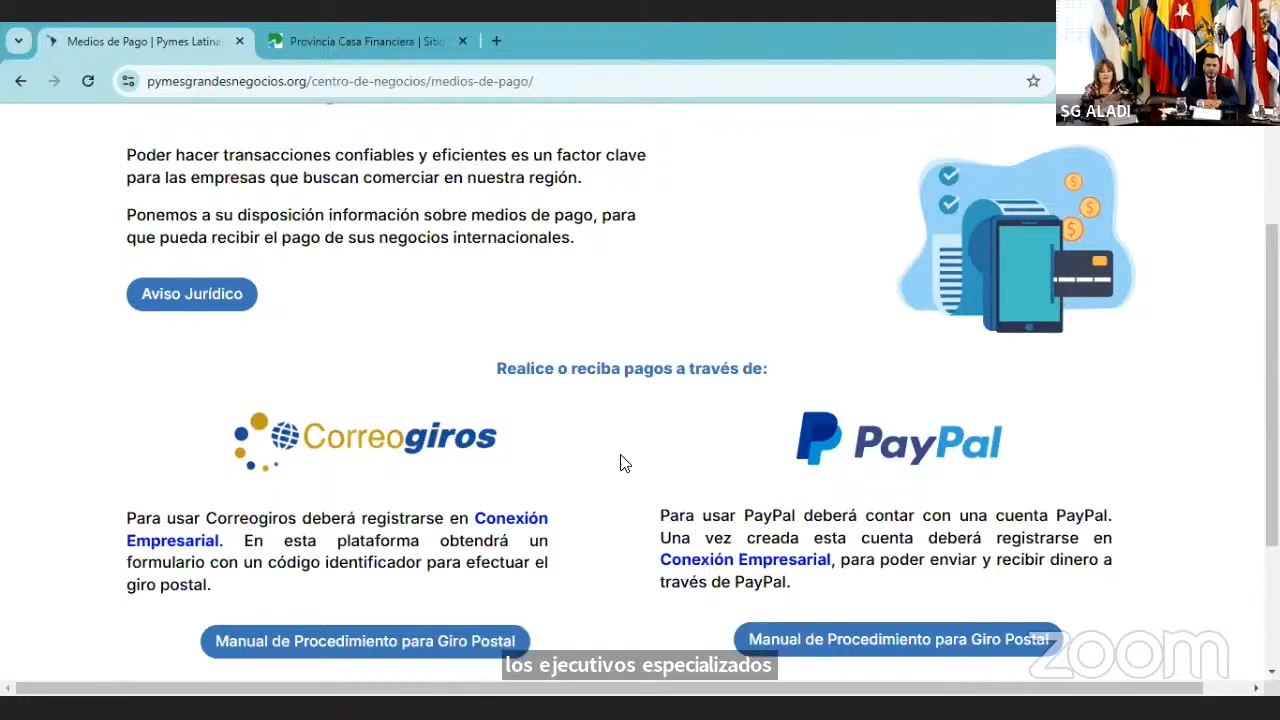 Medios de Pago | Pymes Latina
Provincia Casa Financiera | Sitio
pymesgrandesnegocios.org/centro-de-negocios/medios-de-pago/
SG ALADI
Poder hacer transacciones confiables y eficientes es un factor clave
para las empresas que buscan comerciar en nuestra región.
Ponemos a su disposición información sobre medios de pago, para
que pueda recibir el pago de sus negocios internacionales.
Aviso Jurídico
Realice o reciba pagos a través de:
Correogiros
PayPal
Para usar Correogiros deberá registrarse en Conexión
Empresarial. En esta plataforma obtendrá un
formulario con un código identificador para efectuar el
giro postal.
Para usar PayPal deberá contar con una cuenta PayPal.
Una vez creada esta cuenta deberá registrarse en
Conexión Empresarial, para poder enviar y recibir dinero a
través de PayPal.
Manual de Procedimiento para Giro Postal
Manual de Procedimiento para Giro Postal
los ejecutivos especializados
zoom